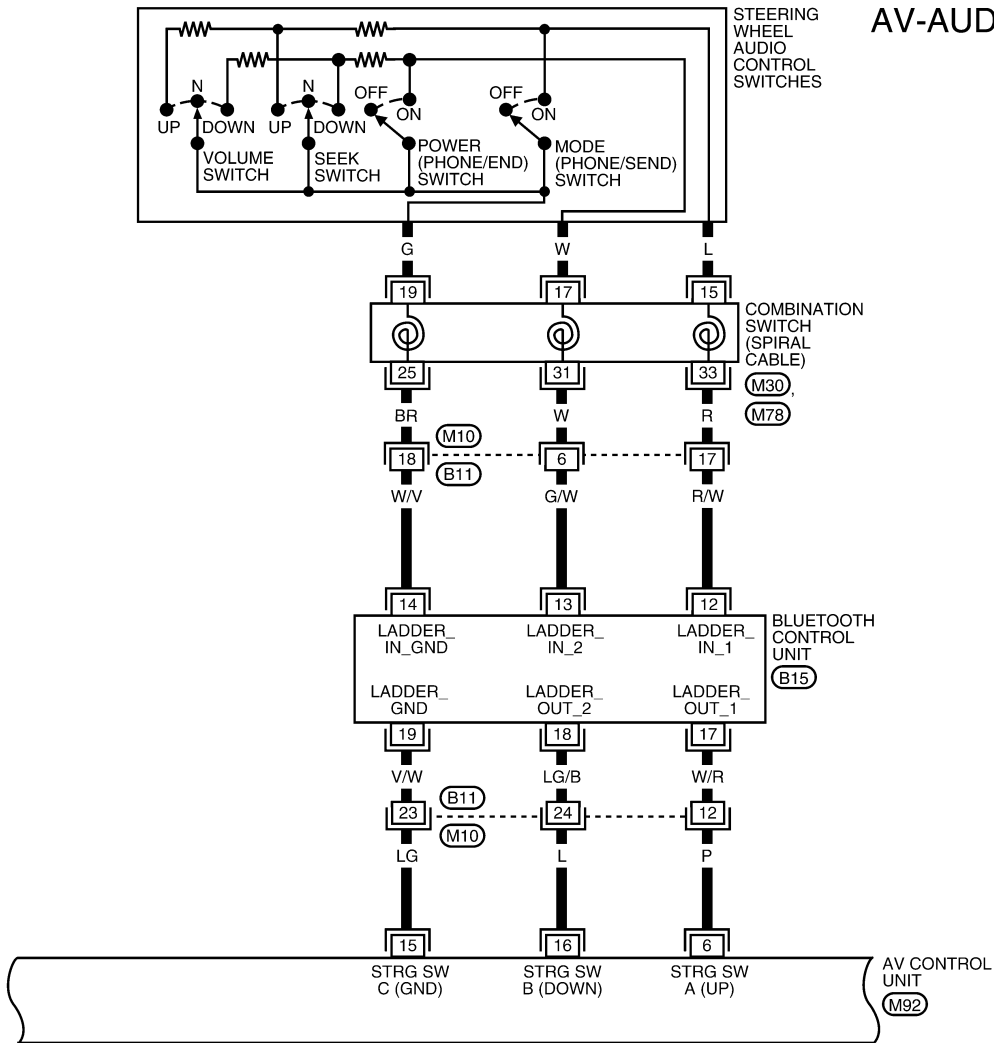 AV-AUD
STEERING
WHEEL
AUDIO
CONTROL
SWITCHES
N
N
OFF
ON
OFF
ON
UP
DOWN
UP
DOWN
VOLUME
SWITCH
SEEK
SWITCH
POWER
(PHONE/END)
SWITCH
MODE
(PHONE/SEND)
SWITCH
G
W
L
19
17
15
COMBINATION
SWITCH
(SPIRAL
CABLE)
M30,
M78
25
31
33
BR
W
R
M10
18
6
17
B11
W/V
G/W
R/W
14
13
12
LADDER_
IN_GND
LADDER_
IN_2
LADDER_
IN_1
BLUETOOTH
CONTROL
UNIT
B15
LADDER_
GND
LADDER_
OUT_2
LADDER_
OUT_1
19
18
17
V/W
LG/B
W/R
B11
23
24
12
M10
LG
L
P
15
16
6
STRG SW
C (GND)
STRG SW
B (DOWN)
STRG SW
A (UP)
AV CONTROL
UNIT
M92